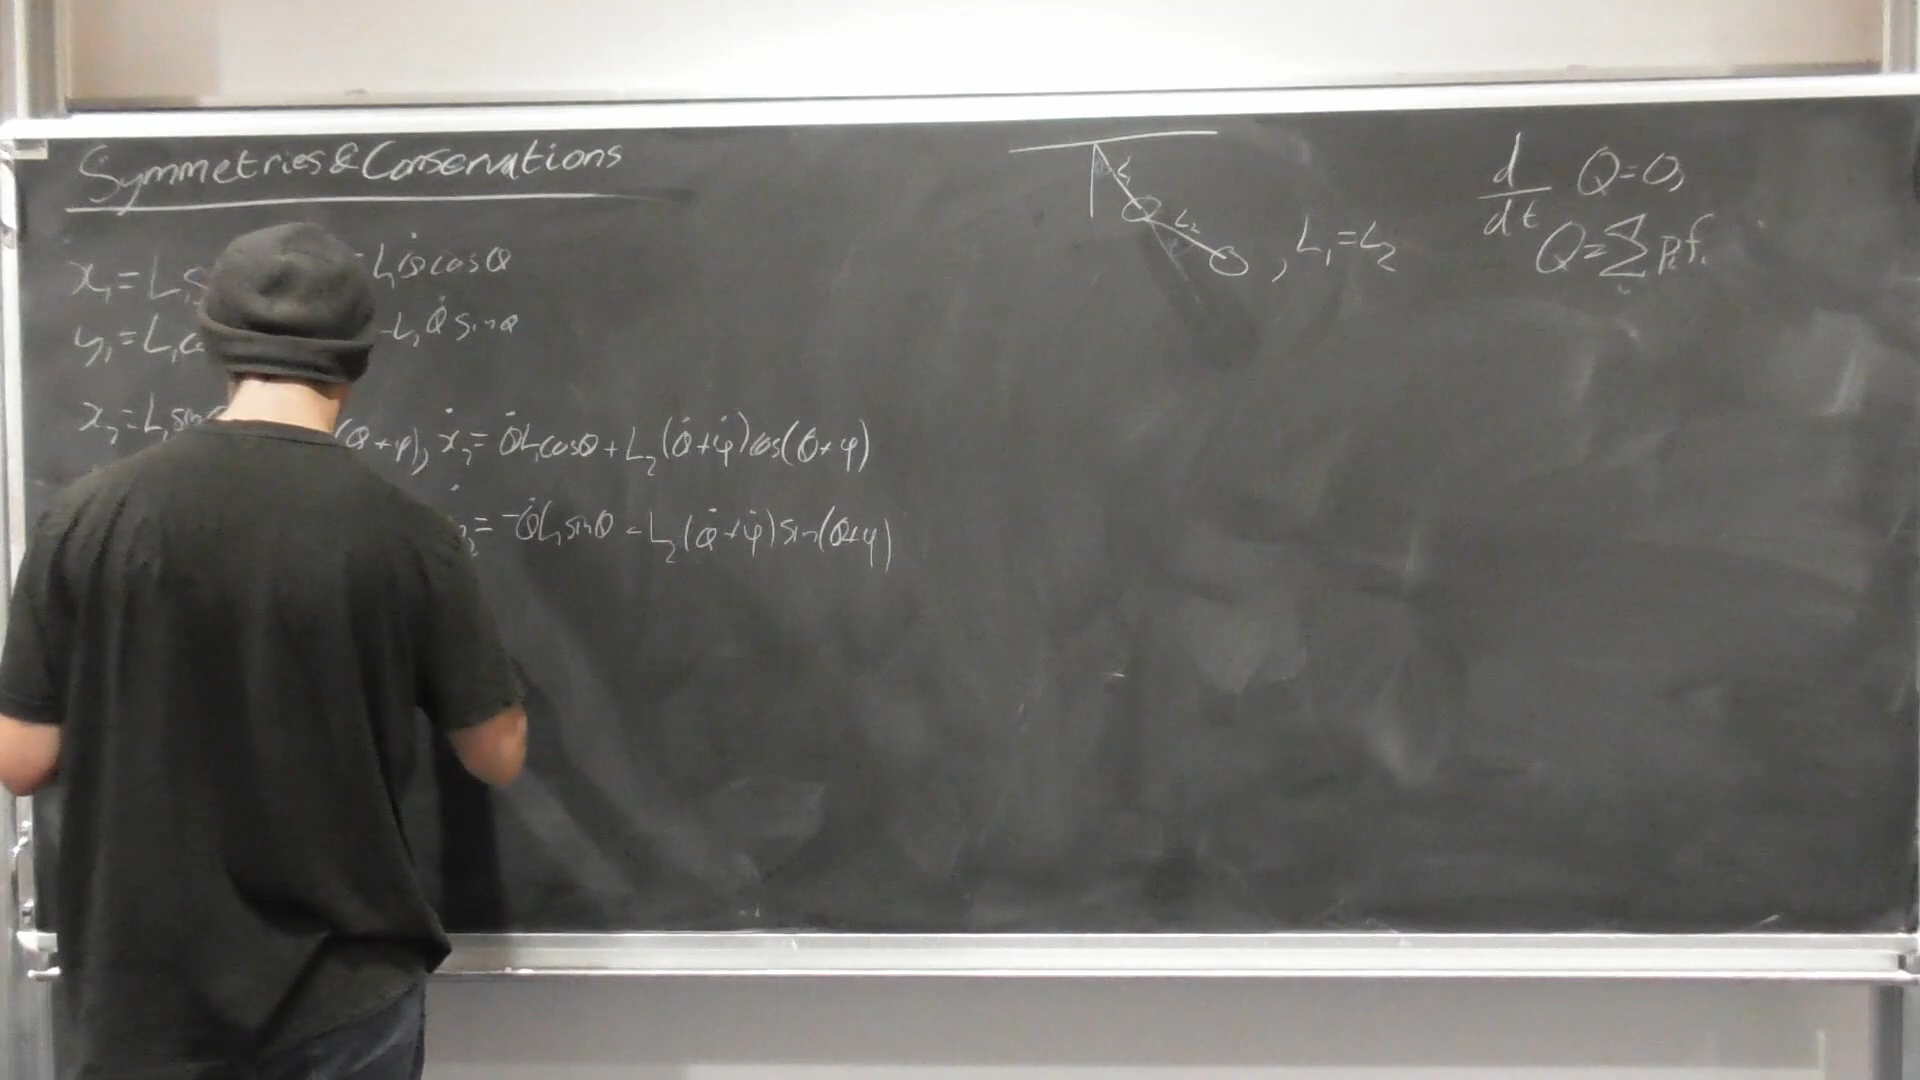 Symmetries & Conservations
x₁ = L₁s = L₁θ̇cosθ
y₁ = L₁c -L₁θ̇ sinθ
x₂ = L₁sin (θ+φ), ẋ₂ = θ̇L₁cosθ + L₂(θ̇+φ̇)cos(θ+φ)
₂ = -θ̇L₁sinθ - L₂(θ̇+φ̇)sin(θ+φ)
L₁
L₂
, L₁=L₂
d/dt Q=0,
Q=∑ pᵢfᵢ